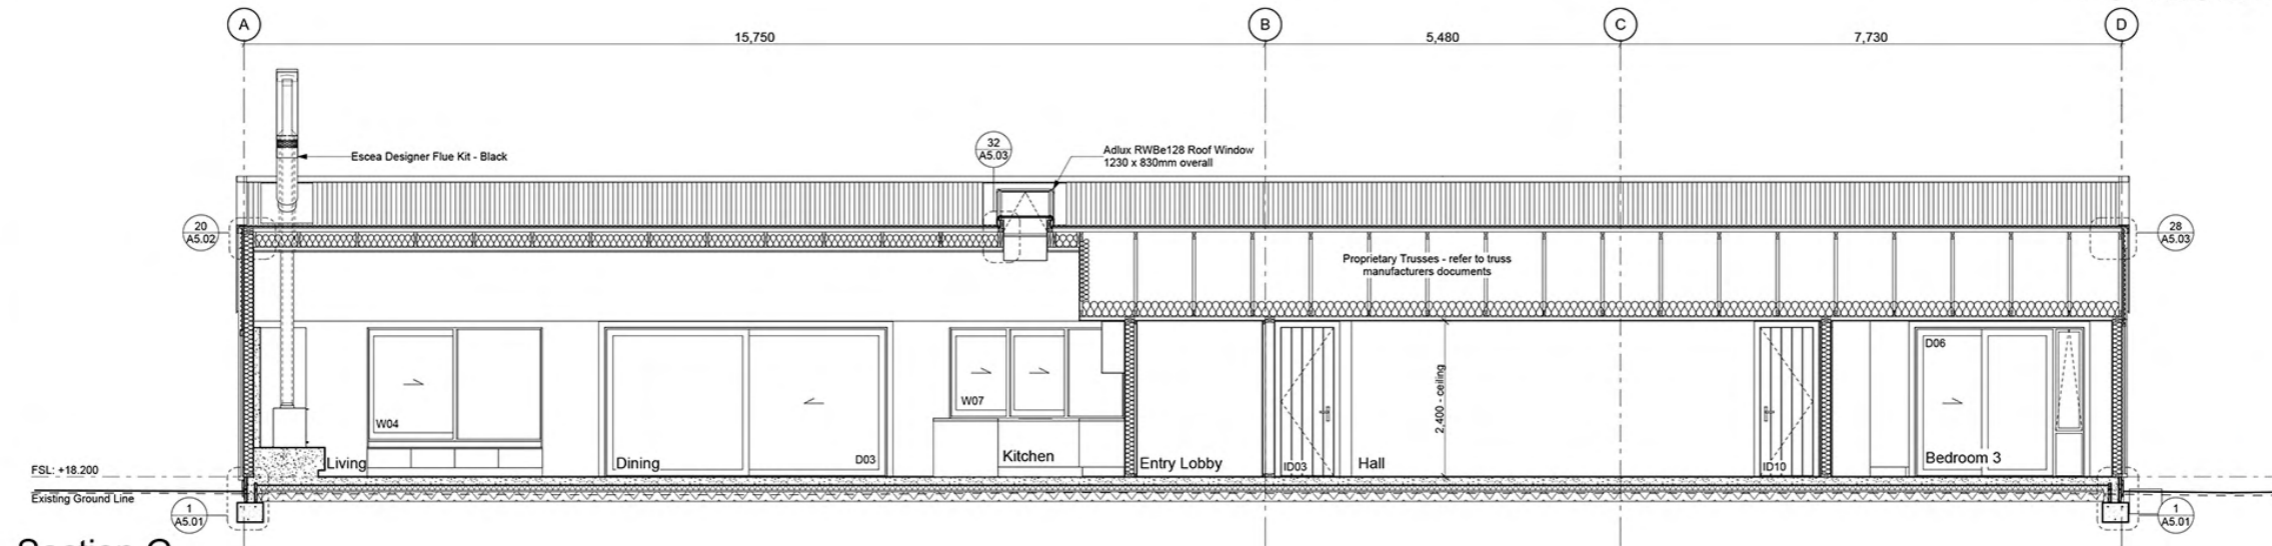 A
B
C
D
15,750
5,480
7,730
Escea Designer Flue Kit - Black
32
A5.03
Adlux RWBe128 Roof Window
1230 x 830mm overall
20
A5.02
28
A5.03
Proprietary Trusses - refer to truss
manufacturers documents
W04
D03
W07
2,400 - ceiling
D06
Living
Dining
Kitchen
Entry Lobby
ID03
Hall
ID10
Bedroom 3
FSL: +18.200
Existing Ground Line
1
A5.01
1
A5.01